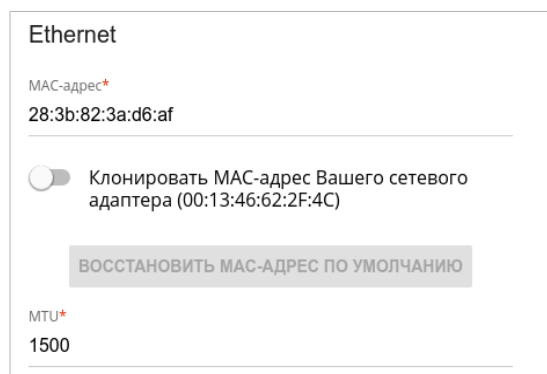 Ethernet
MAC-адрес*
28:3b:82:3a:d6:af
Клонировать MAC-адрес Вашего сетевого
адаптера (00:13:46:62:2F:4C)
ВОССТАНОВИТЬ MAC-АДРЕС ПО УМОЛЧАНИЮ
MTU*
1500